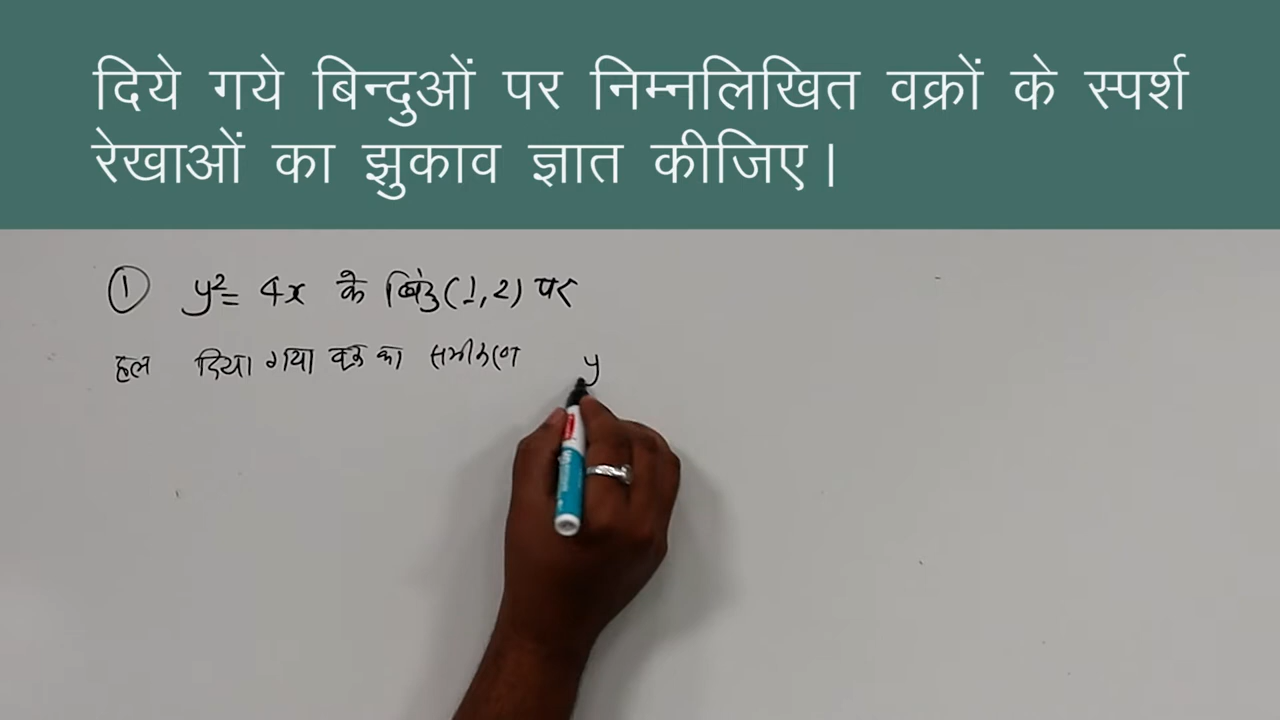 दिये गये बिन्दुओं पर निम्नलिखित वक्रों के स्पर्श
रेखाओं का झुकाव ज्ञात कीजिए।
① y² = 4x के बिंदु (1, 2) पर
हल दिया गया वक्र का समीकरण y